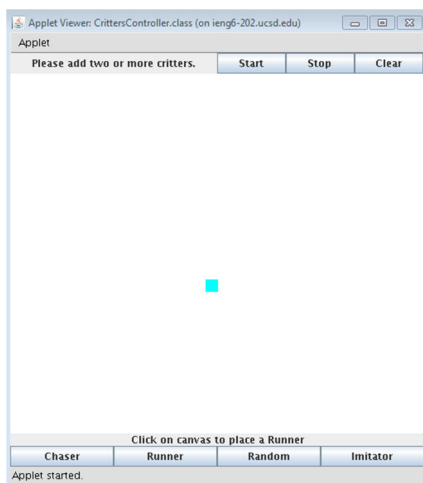 Applet Viewer: CrittersController.class (on ieng6-202.ucsd.edu)
Applet
Please add two or more critters. Start Stop Clear
Click on canvas to place a Runner
Chaser Runner Random Imitator
Applet started.